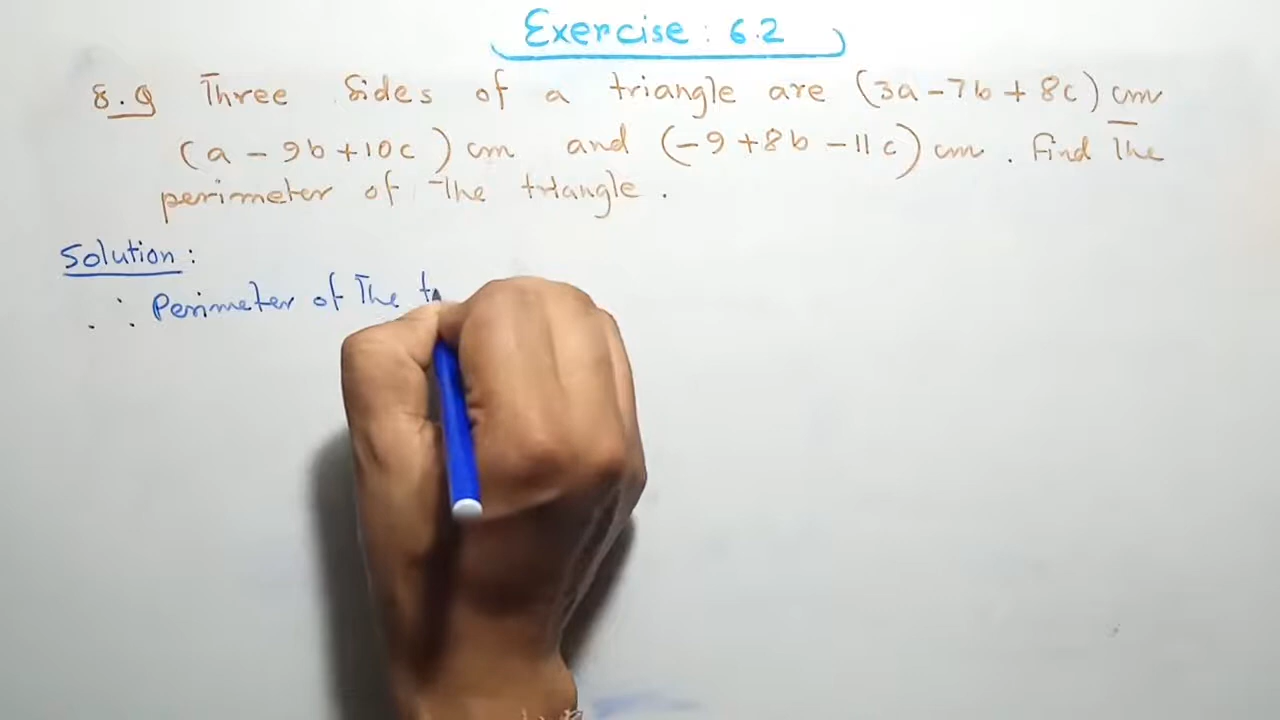 Exercise : 6.2
8.Q Three Sides of a triangle are (3a-7b+8c) cm
(a-9b+10c) cm and (-9+8b-11c) cm. Find The
perimeter of The triangle.
Solution:
∴ Perimeter of The